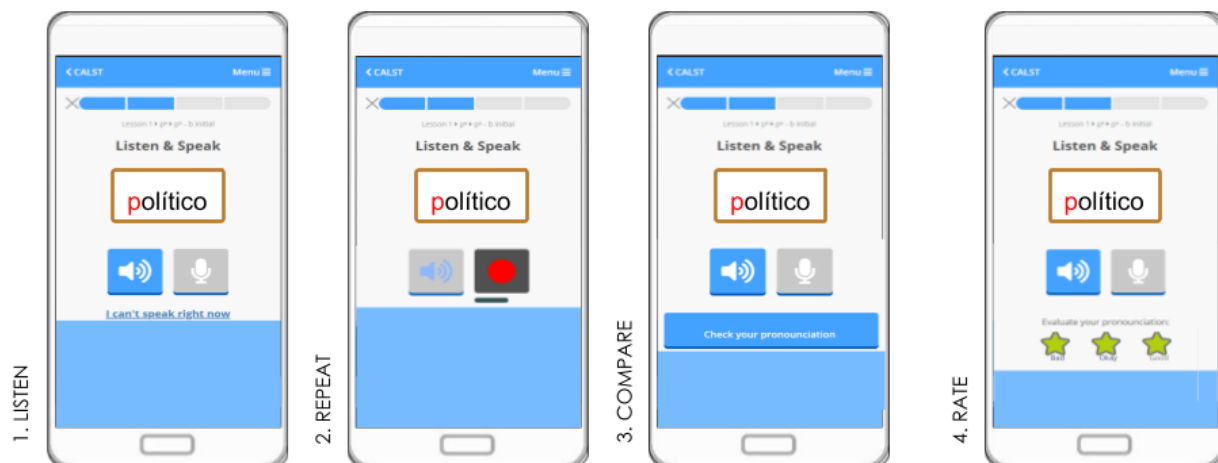 1. LISTEN
< CALST Menu ≡
Listen & Speak
político
I can't speak right now
2. REPEAT
< CALST Menu ≡
Listen & Speak
político
3. COMPARE
< CALST Menu ≡
Listen & Speak
político
Check your pronounciation
4. RATE
< CALST Menu ≡
Listen & Speak
político
Evaluate your pronounciation:
Bad Okay Good